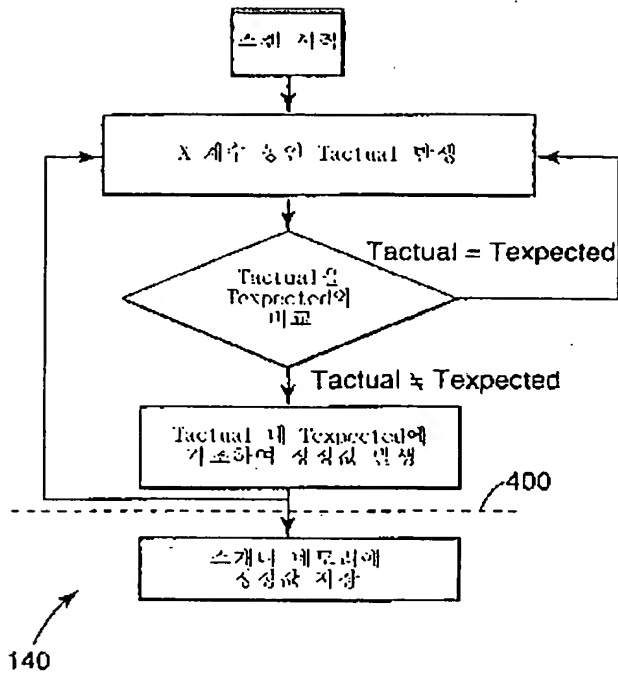 스캔 시작
X 계수 동안 Tactual 발생
Tactual = Texpected
Tactual을
Texpected와
비교
Tactual ≒ Texpected
Tactual 대 Texpected에
기초하여 상성값 발생
400
스캐너 메모리에
상성값 저장
140